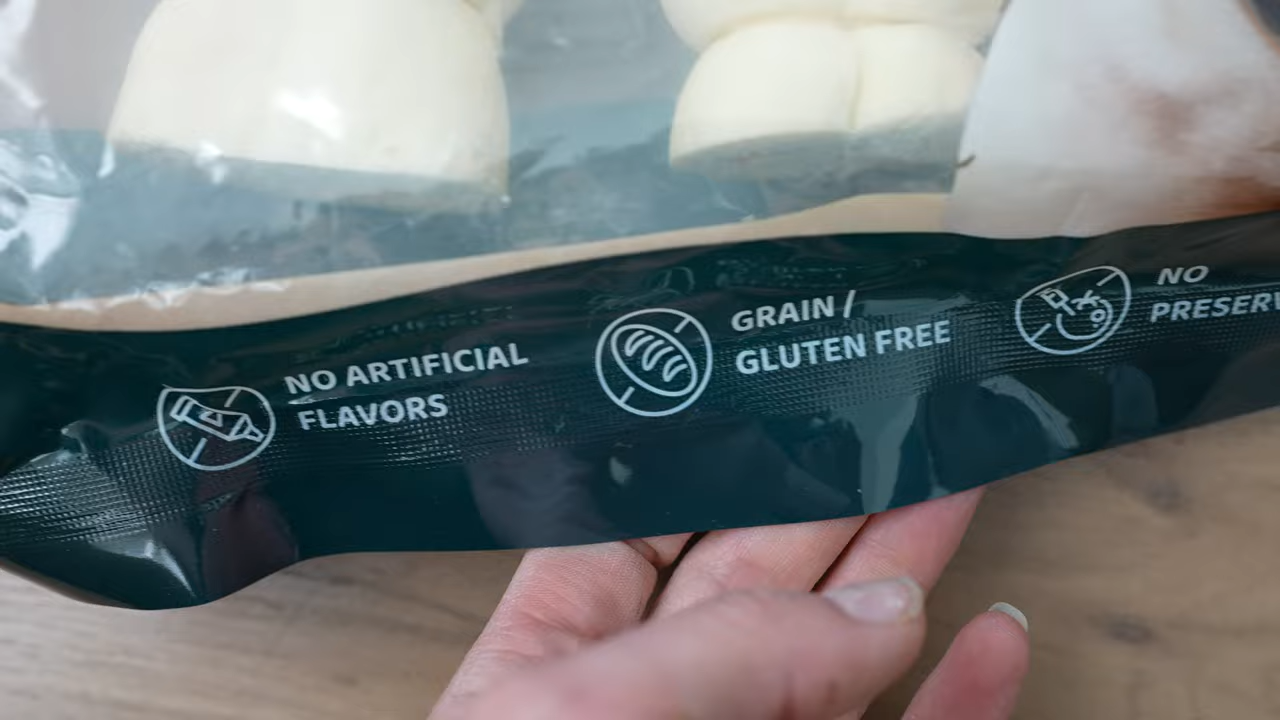 NO ARTIFICIAL
FLAVORS
GRAIN /
GLUTEN FREE
NO